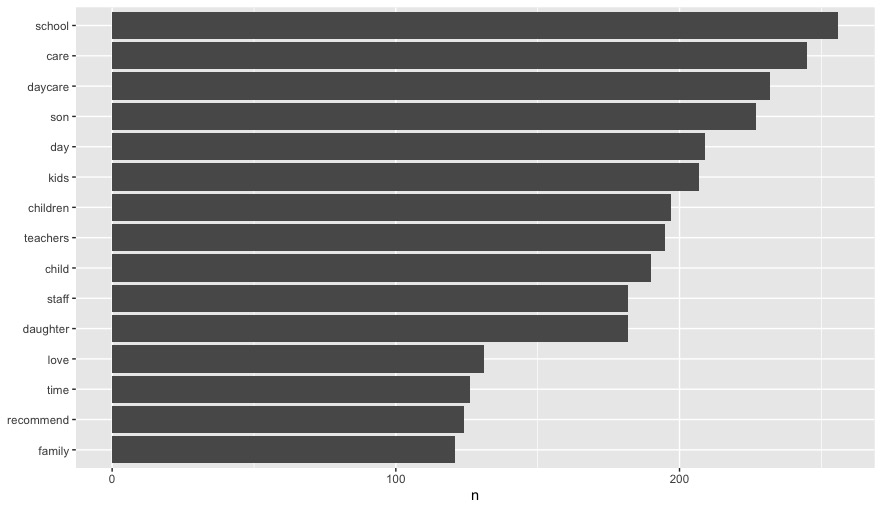 school
care
daycare
son
day
kids
children
teachers
child
staff
daughter
love
time
recommend
family
0 100 200
n